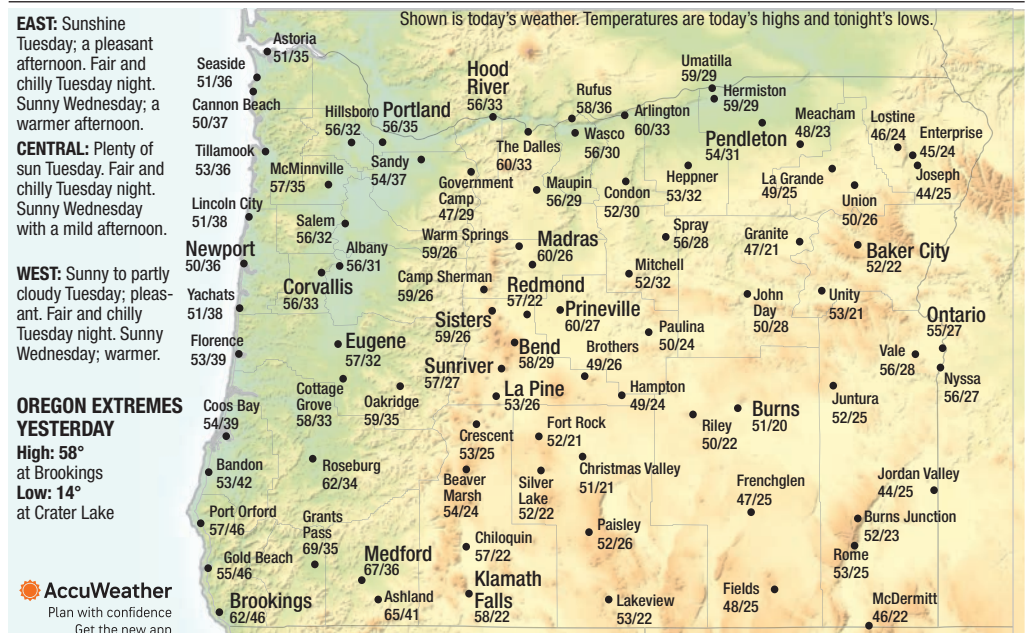 Shown is today's weather. Temperatures are today's highs and tonight's lows.
EAST: Sunshine
Tuesday; a pleasant
afternoon. Fair and
chilly Tuesday night.
Sunny Wednesday; a
warmer afternoon.
CENTRAL: Plenty of
sun Tuesday. Fair and
chilly Tuesday night.
Sunny Wednesday
with a mild afternoon.
WEST: Sunny to partly
cloudy Tuesday; pleas-
ant. Fair and chilly
Tuesday night. Sunny
Wednesday; warmer.
OREGON EXTREMES
YESTERDAY
High: 58°
at Brookings
Low: 14°
at Crater Lake
AccuWeather
Plan with confidence
Get the new app
Astoria
51/35
Seaside
51/36
Cannon Beach
50/37
Tillamook
53/36
Lincoln City
51/38
Newport
50/36
Yachats
51/38
Florence
53/39
Coos Bay
54/39
Bandon
53/42
Port Orford
57/46
Gold Beach
55/46
Brookings
62/46
Hillsboro
56/32
Portland
56/35
McMinnville
57/35
Sandy
54/37
Salem
56/32
Albany
56/31
Corvallis
56/33
Eugene
57/32
Cottage
Grove
58/33
Oakridge
59/35
Roseburg
62/34
Grants
Pass
69/35
Medford
67/36
Ashland
65/41
Hood
River
56/33
The Dalles
60/33
Government
Camp
47/29
Rufus
58/36
Wasco
56/30
Arlington
60/33
Maupin
56/29
Condon
52/30
Warm Springs
59/26
Madras
60/26
Camp Sherman
59/26
Redmond
57/22
Mitchell
52/32
Sisters
59/26
Prineville
60/27
Paulina
50/24
Bend
58/29
Brothers
49/26
Sunriver
57/27
La Pine
53/26
Hampton
49/24
Crescent
53/25
Fort Rock
52/21
Christmas Valley
51/21
Beaver
Marsh
54/24
Silver
Lake
52/22
Chiloquin
57/22
Paisley
52/26
Klamath
Falls
58/22
Lakeview
53/22
Umatilla
59/29
Hermiston
59/29
Pendleton
54/31
Meacham
48/23
Lostine
46/24
Enterprise
45/24
Joseph
44/25
Heppner
53/32
La Grande
49/25
Union
50/26
Spray
56/28
Granite
47/21
Baker City
52/22
John
Day
50/28
Unity
53/21
Ontario
55/27
Vale
56/28
Nyssa
56/27
Juntura
52/25
Burns
51/20
Riley
50/22
Frenchglen
47/25
Jordan Valley
44/25
Burns Junction
52/23
Rome
53/25
Fields
48/25
McDermitt
46/22